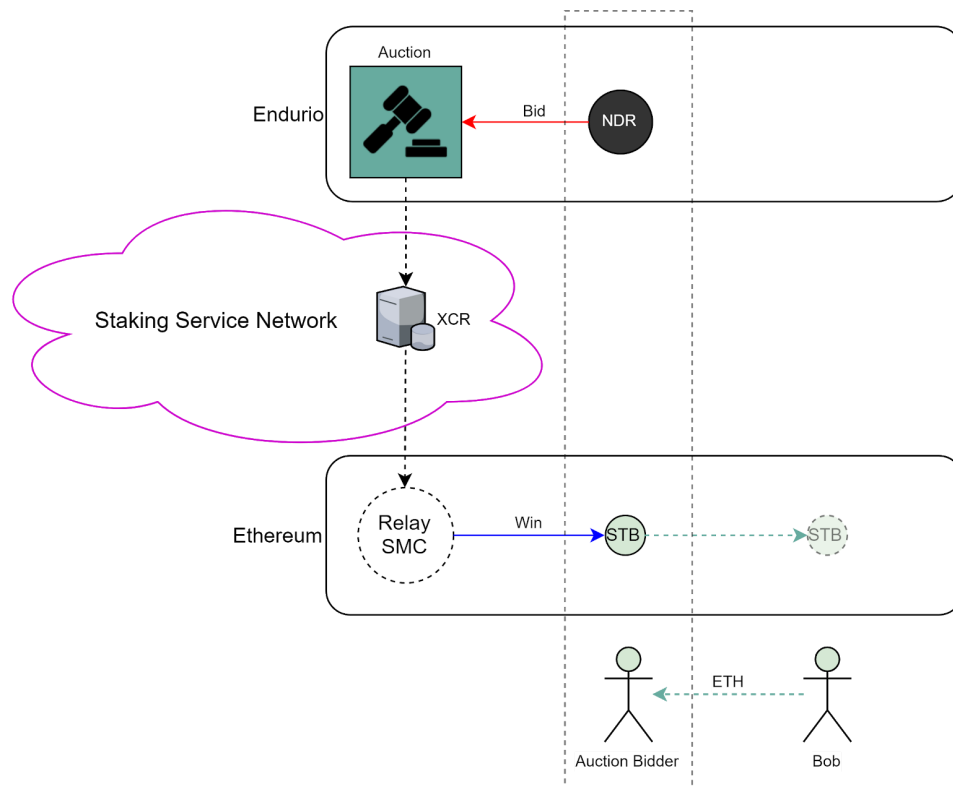 Auction
Endurio
Bid
NDR
Staking Service Network
XCR
Ethereum
Relay
SMC
Win
STB
STB
ETH
Auction Bidder
Bob